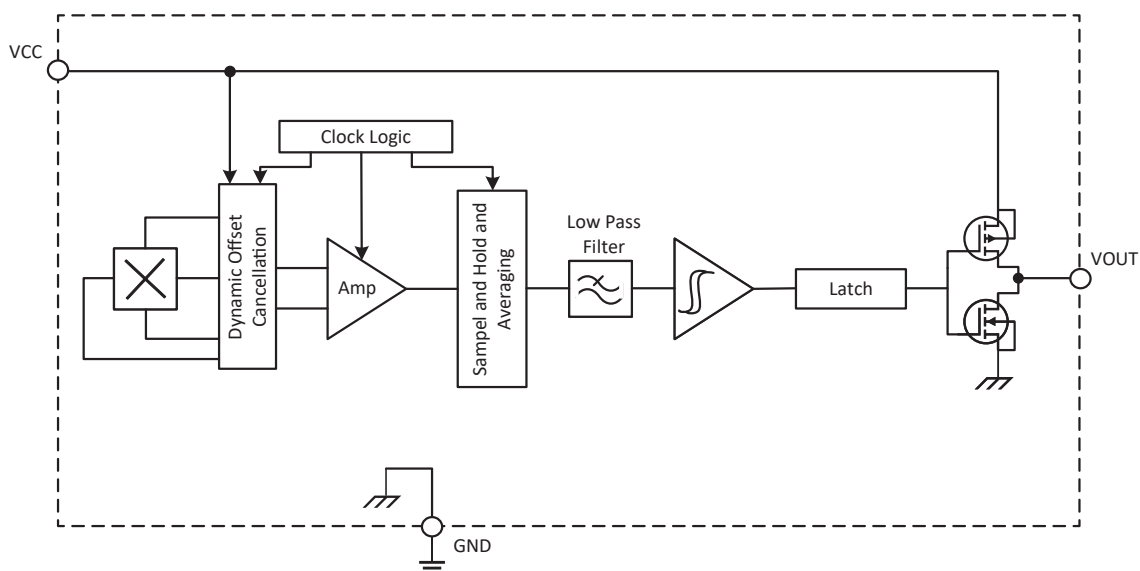 VCC
Clock Logic
Dynamic Offset
Cancellation
Amp
Sampel and Hold and
Averaging
Low Pass
Filter
Latch
VOUT
GND